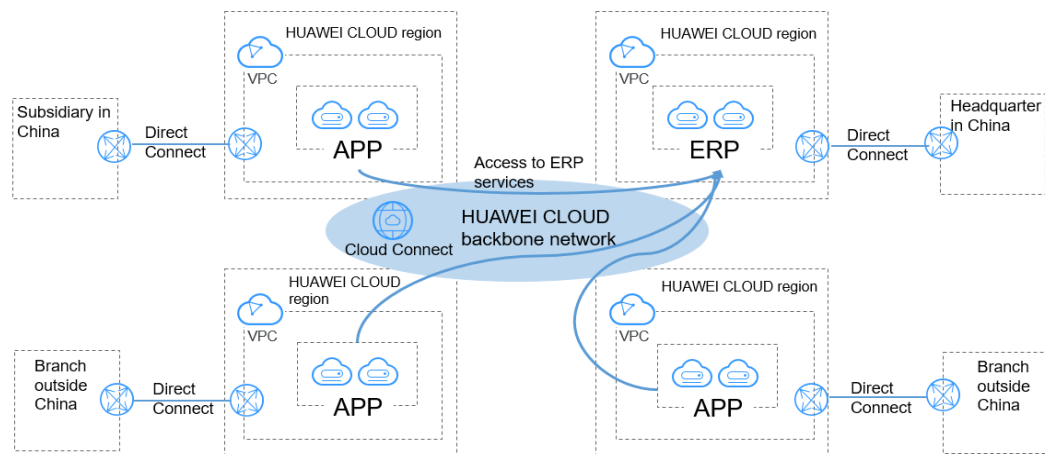 HUAWEI CLOUD region
VPC
APP
Subsidiary in
China
Direct
Connect
HUAWEI CLOUD region
VPC
ERP
Direct
Connect
Headquarter
in China
Access to ERP
services
HUAWEI CLOUD
backbone network
Cloud Connect
HUAWEI CLOUD
region
VPC
APP
Branch
outside
China
Direct
Connect
HUAWEI CLOUD region
VPC
APP
Direct
Connect
Branch
outside
China